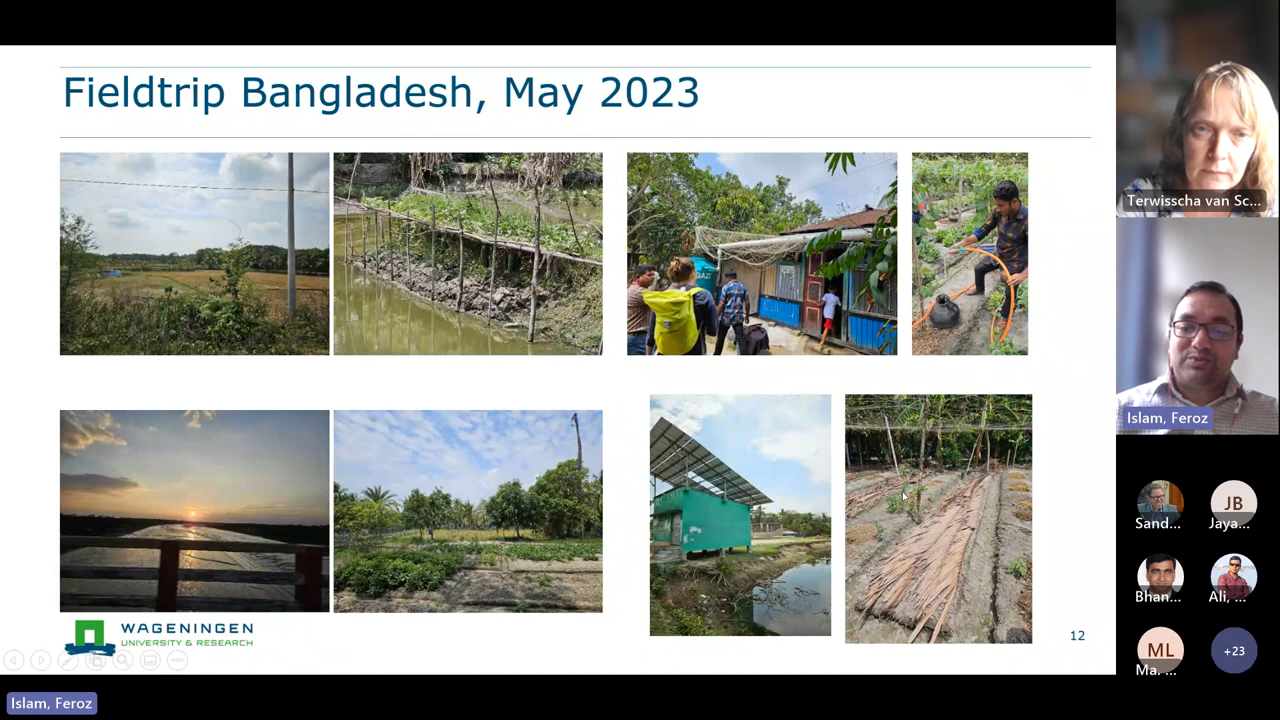 Fieldtrip Bangladesh, May 2023
GAZI
WAGENINGEN
UNIVERSITY & RESEARCH
12
Terwisscha van Sc...
Islam, Feroz
Sand...
JB
Jaya...
Bhan...
Ali, ...
ML
Ma. ...
+23
Islam, Feroz